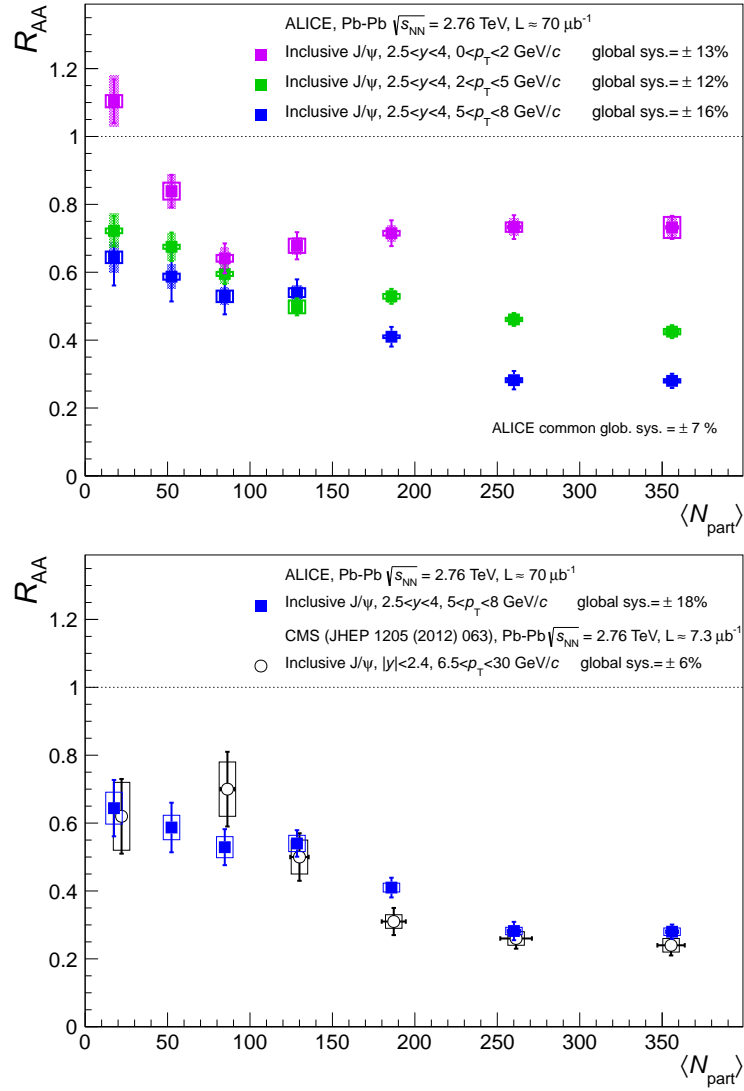 R_AA
ALICE, Pb-Pb √s_NN = 2.76 TeV, L ≈ 70 μb⁻¹
Inclusive J/ψ, 2.5<y<4, 0<p_T<2 GeV/c global sys.= ± 13%
Inclusive J/ψ, 2.5<y<4, 2<p_T<5 GeV/c global sys.= ± 12%
Inclusive J/ψ, 2.5<y<4, 5<p_T<8 GeV/c global sys.= ± 16%
1.2
1
0.8
0.6
0.4
0.2
0
ALICE common glob. sys. = ± 7 %
0 50 100 150 200 250 300 350
⟨N_part⟩
R_AA
ALICE, Pb-Pb √s_NN = 2.76 TeV, L ≈ 70 μb⁻¹
Inclusive J/ψ, 2.5<y<4, 5<p_T<8 GeV/c global sys.= ± 18%
CMS (JHEP 1205 (2012) 063), Pb-Pb √s_NN = 2.76 TeV, L ≈ 7.3 μb⁻¹
Inclusive J/ψ, |y|<2.4, 6.5<p_T<30 GeV/c global sys.= ± 6%
1.2
1
0.8
0.6
0.4
0.2
0
0 50 100 150 200 250 300 350
⟨N_part⟩